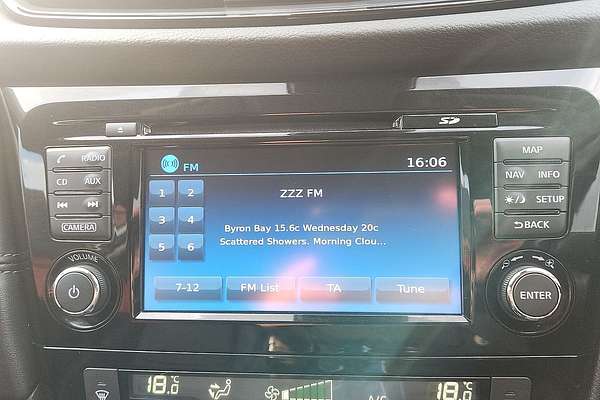 SD
RADIO
CD AUX
CAMERA
VOLUME
FM 16:06
1 2
3 4
5 6
ZZZ FM
Byron Bay 15.6c Wednesday 20c
Scattered Showers. Morning Clou...
7-12 FM List TA Tune
MAP
NAV INFO
SETUP
BACK
ENTER
18.0°C A/C 18.0°C